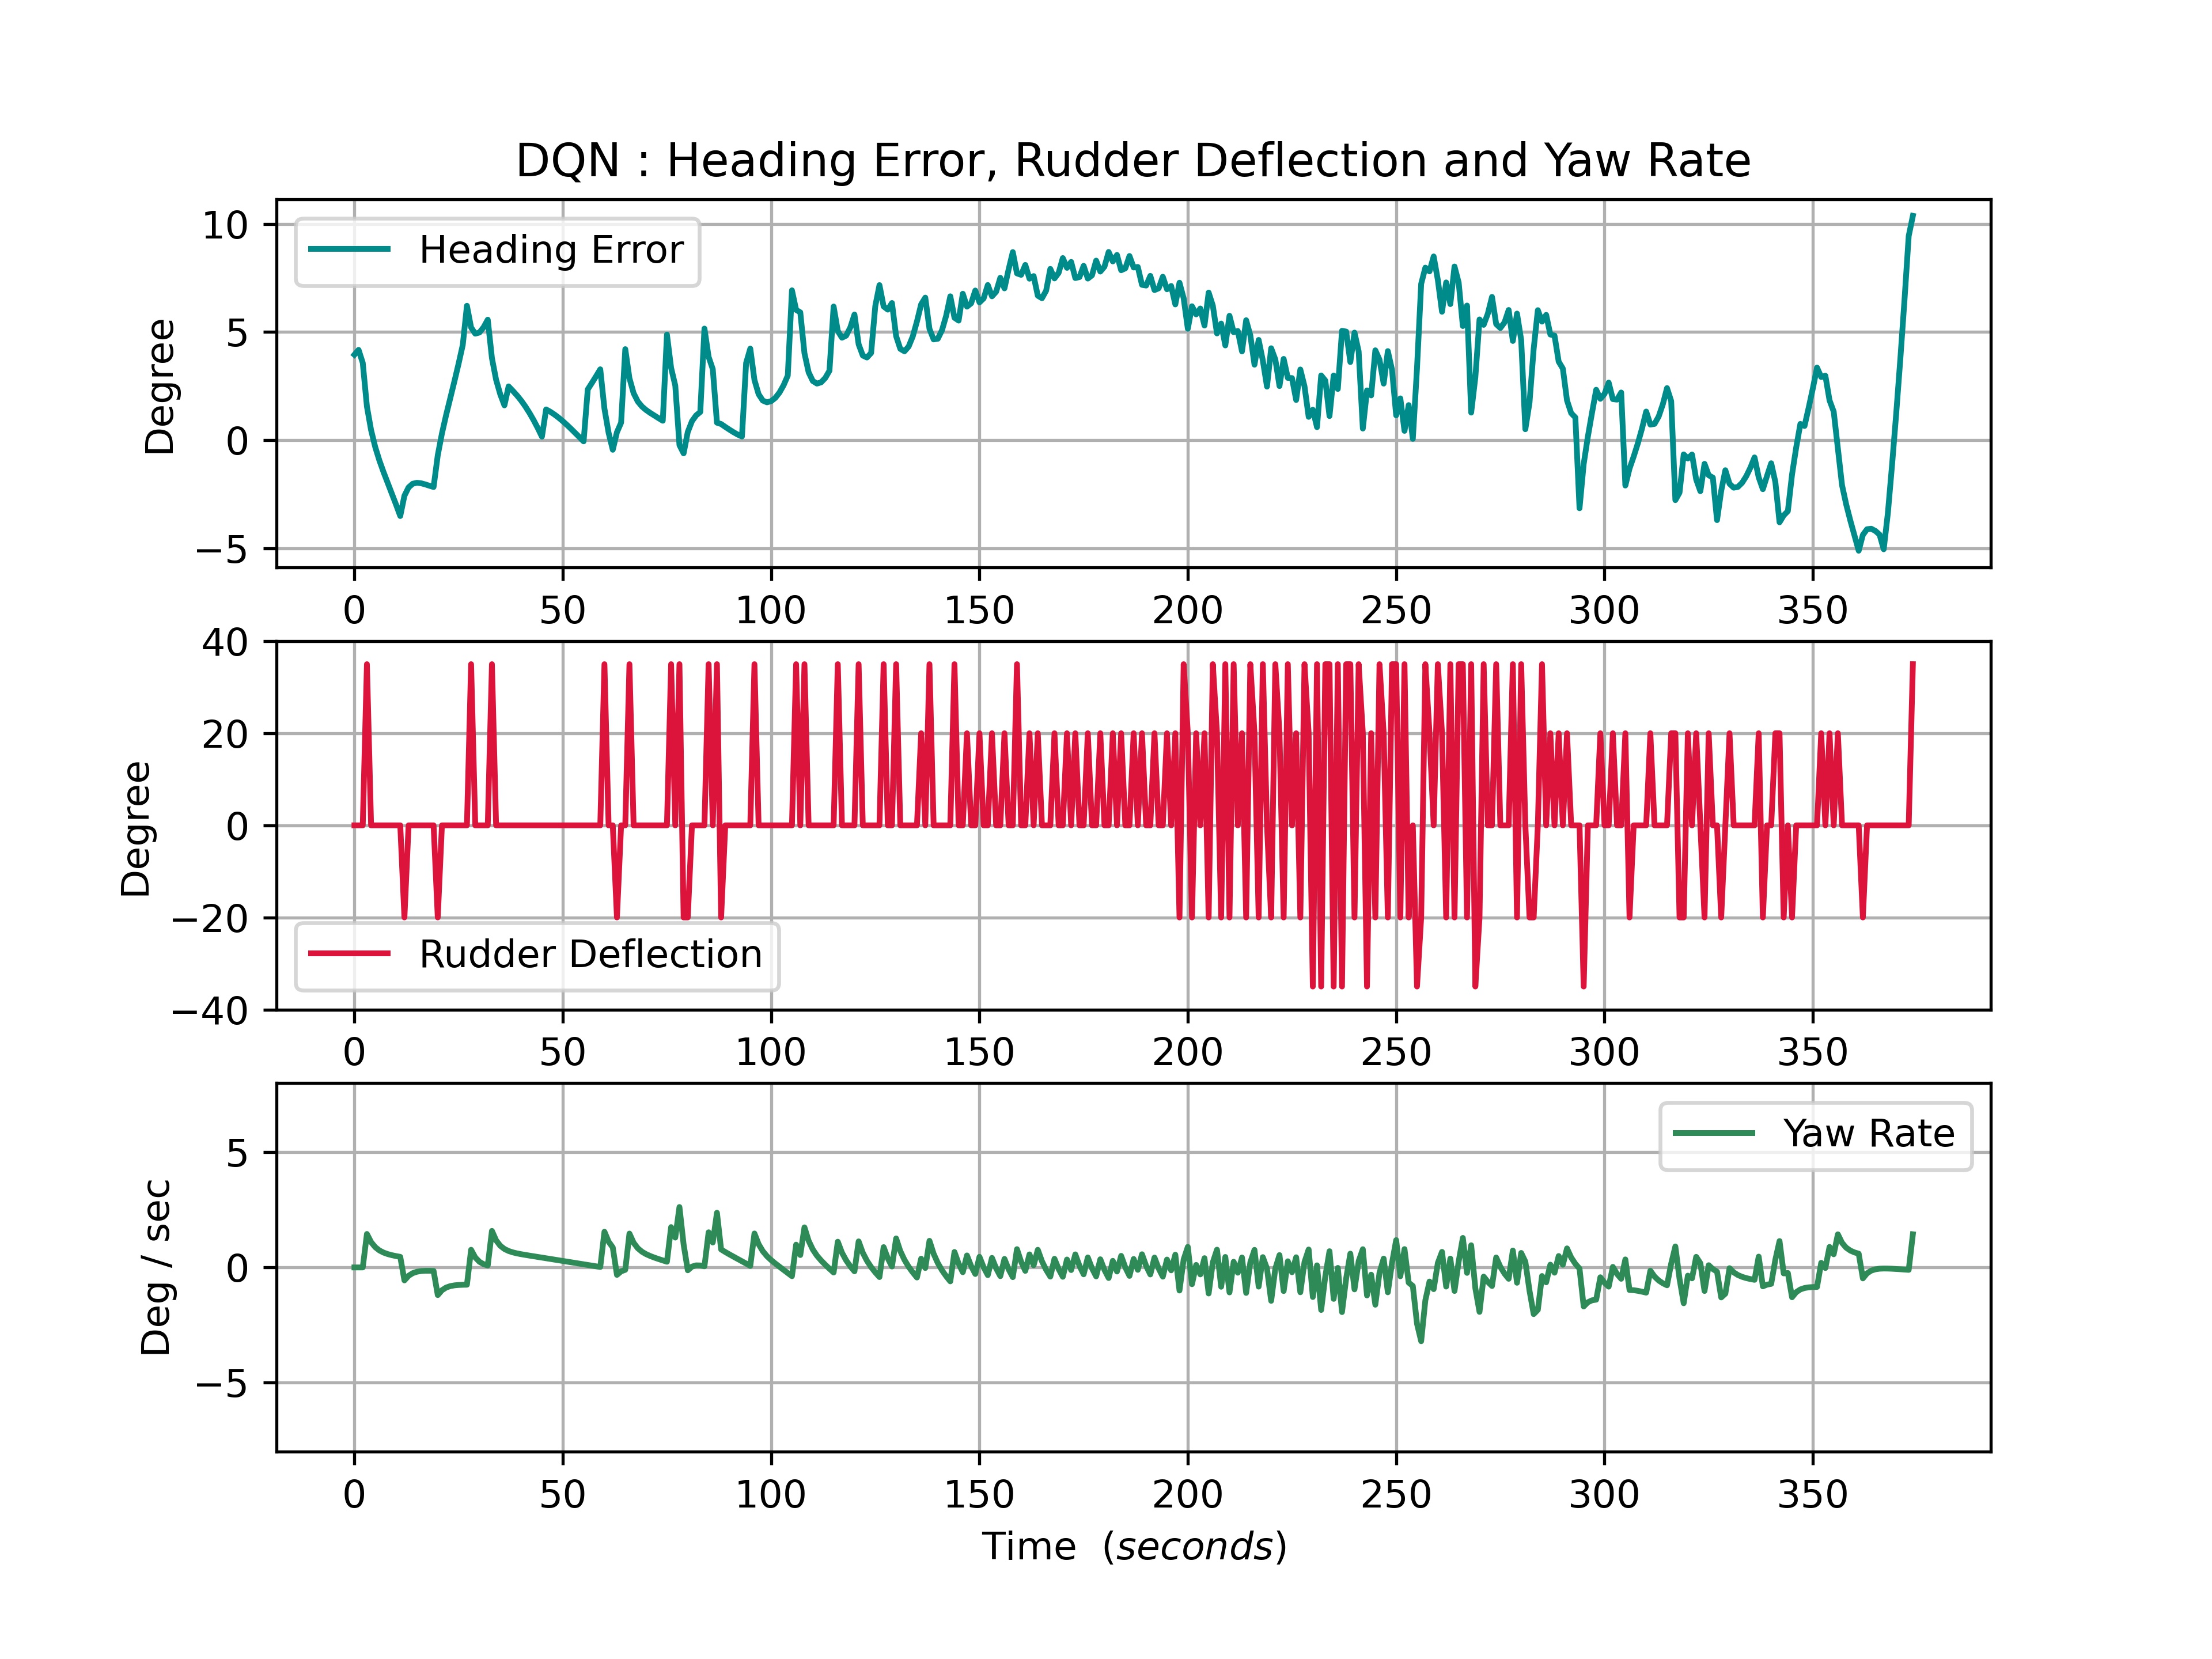 DQN : Heading Error, Rudder Deflection and Yaw Rate
10
5
0
−5
Degree
Heading Error
0 50 100 150 200 250 300 350
40
20
0
−20
−40
Degree
Rudder Deflection
0 50 100 150 200 250 300 350
5
0
−5
Deg / sec
Yaw Rate
0 50 100 150 200 250 300 350
Time (seconds)